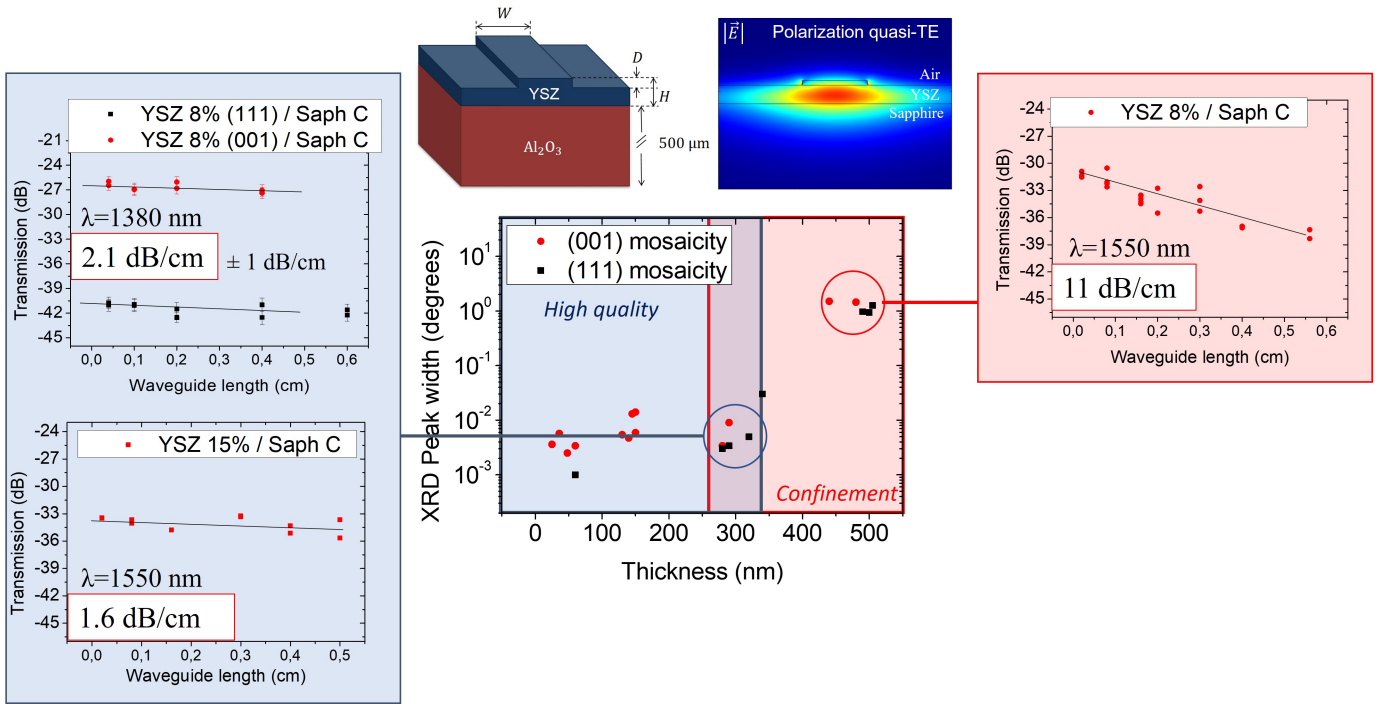 W
D
H
YSZ
Al₂O₃
500 μm
|E⃗|
Polarization quasi-TE
Air
YSZ
Sapphire
YSZ 8% (111) / Saph C
YSZ 8% (001) / Saph C
-21
-24
-27
-30
-33
-36
-39
-42
-45
Transmission (dB)
λ=1380 nm
2.1 dB/cm
± 1 dB/cm
0,0 0,1 0,2 0,3 0,4 0,5 0,6
Waveguide length (cm)
YSZ 15% / Saph C
-24
-27
-30
-33
-36
-39
-42
-45
Transmission (dB)
λ=1550 nm
1.6 dB/cm
0,0 0,1 0,2 0,3 0,4 0,5
Waveguide length (cm)
(001) mosaicity
(111) mosaicity
High quality
Confinement
10¹
10⁰
10⁻¹
10⁻²
10⁻³
XRD Peak width (degrees)
0 100 200 300 400 500
Thickness (nm)
YSZ 8% / Saph C
-24
-27
-30
-33
-36
-39
-42
-45
Transmission (dB)
λ=1550 nm
11 dB/cm
0,0 0,1 0,2 0,3 0,4 0,5 0,6
Waveguide length (cm)